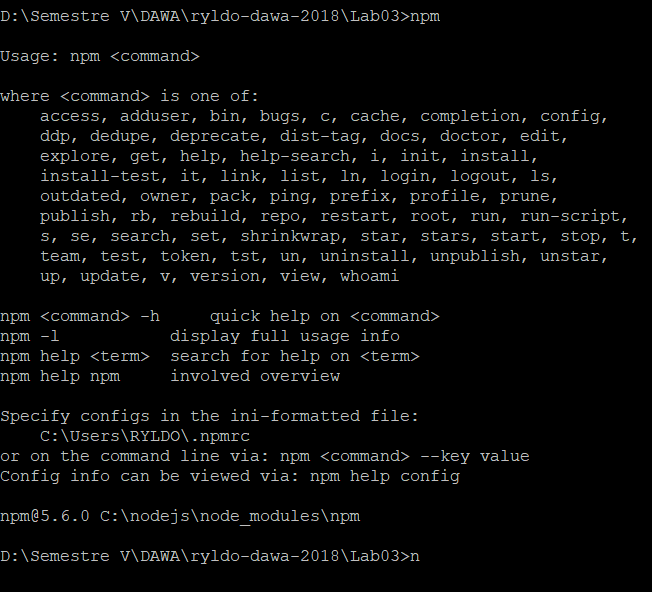 D:\Semestre V\DAWA\ryldo-dawa-2018\Lab03>npm
Usage: npm <command>
where <command> is one of:
access, adduser, bin, bugs, c, cache, completion, config,
ddp, dedupe, deprecate, dist-tag, docs, doctor, edit,
explore, get, help, help-search, i, init, install,
install-test, it, link, list, ln, login, logout, ls,
outdated, owner, pack, ping, prefix, profile, prune,
publish, rb, rebuild, repo, restart, root, run, run-script,
s, se, search, set, shrinkwrap, star, stars, start, stop, t,
team, test, token, tst, un, uninstall, unpublish, unstar,
up, update, v, version, view, whoami
npm <command> -h     quick help on <command>
npm -l           display full usage info
npm help <term>  search for help on <term>
npm help npm     involved overview
Specify configs in the ini-formatted file:
C:\Users\RYLDO\.npmrc
or on the command line via: npm <command> --key value
Config info can be viewed via: npm help config
npm@5.6.0 C:\nodejs\node_modules\npm
D:\Semestre V\DAWA\ryldo-dawa-2018\Lab03>n